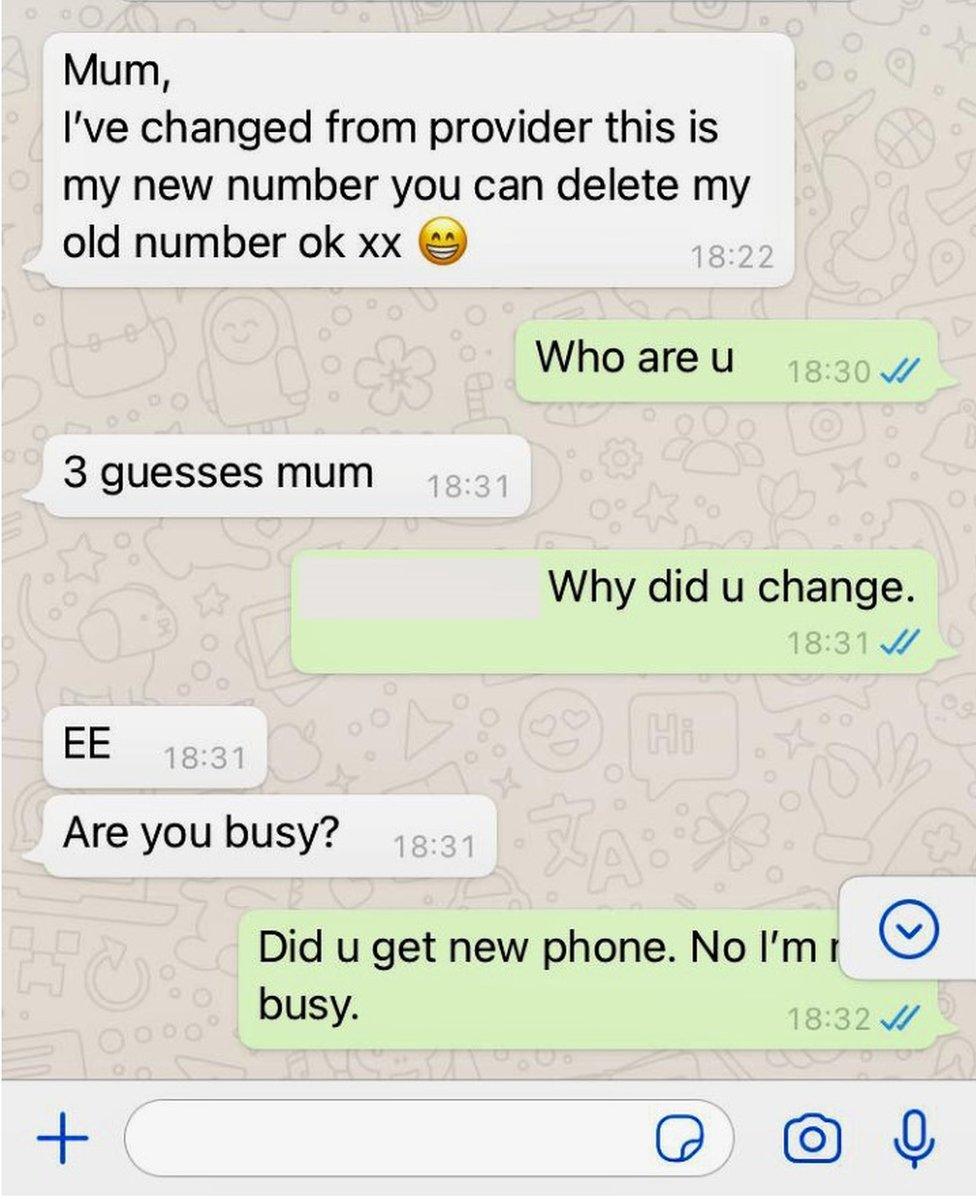 Mum,
I've changed from provider this is
my new number you can delete my
old number ok xx 😁
18:22
Who are u
18:30
3 guesses mum
18:31
Why did u change.
18:31
EE
18:31
Are you busy?
18:31
Did u get new phone. No I'm
busy.
18:32
Hi
文A